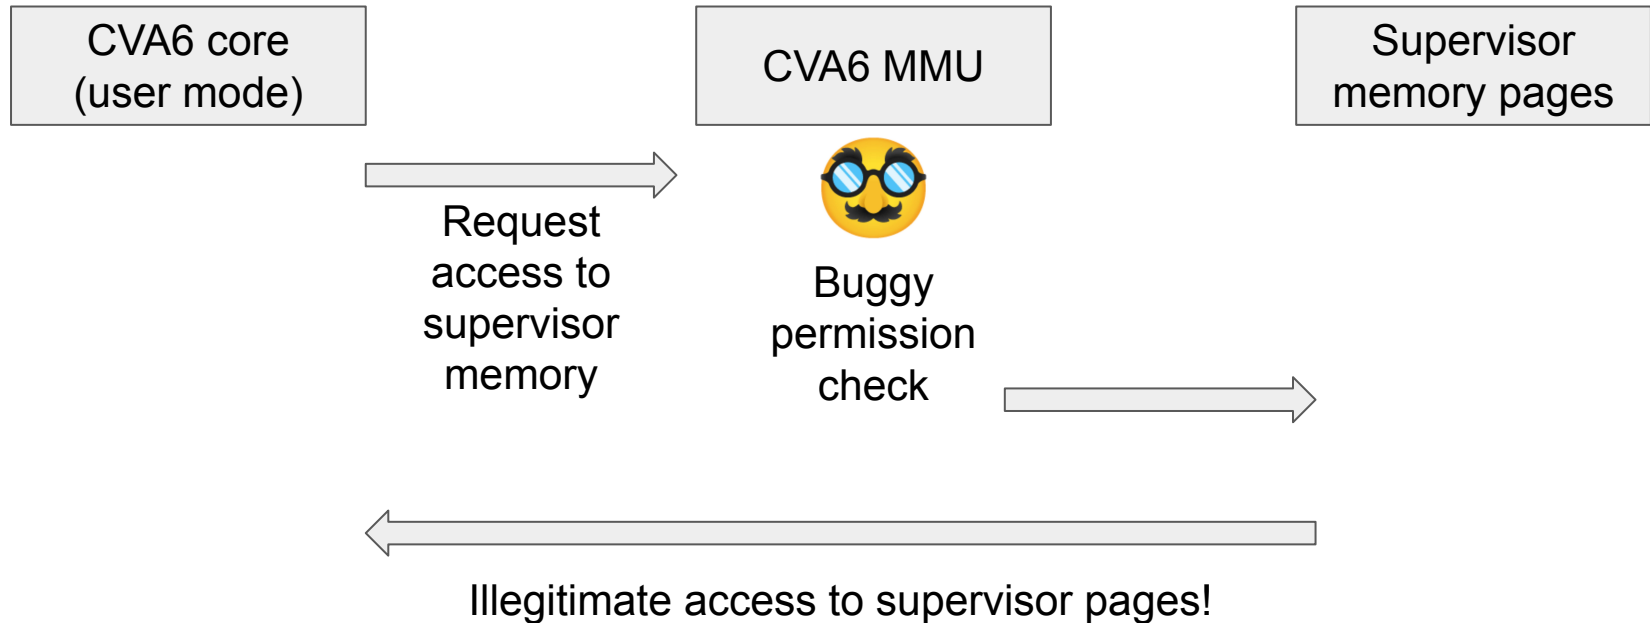 CVA6 core
(user mode)
CVA6 MMU
Supervisor
memory pages
Request
access to
supervisor
memory
Buggy
permission
check
Illegitimate access to supervisor pages!